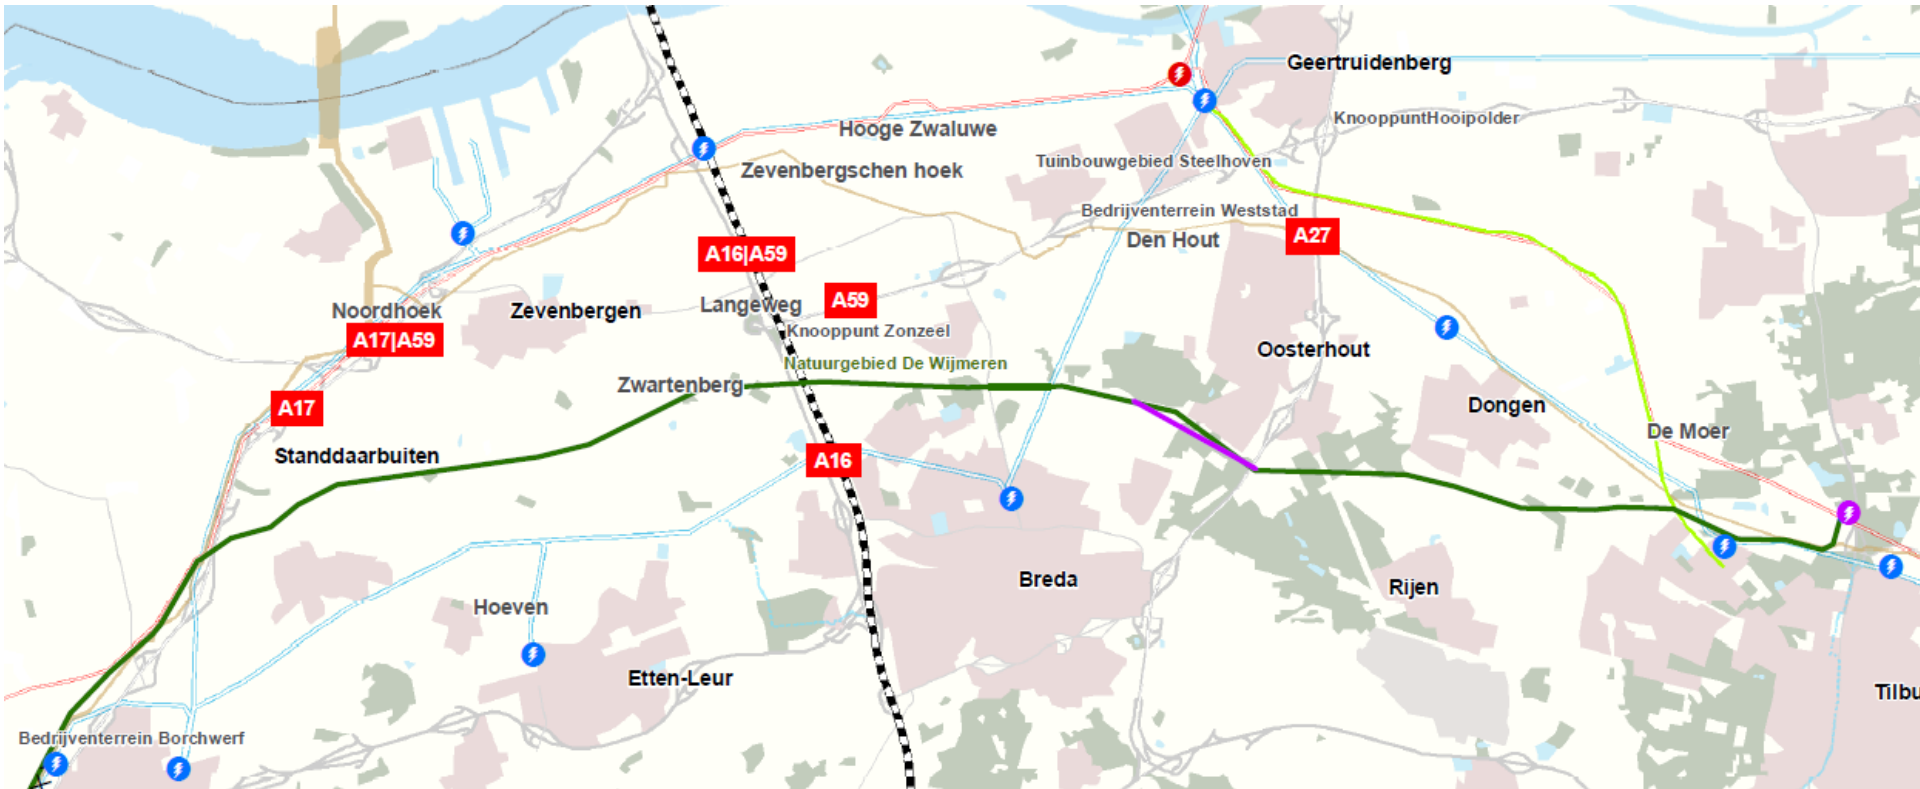 Geertruidenberg
KnooppuntHooipolder
Hooge Zwaluwe
Tuinbouwgebied Steelhoven
Zevenbergschen hoek
Bedrijventerrein Weststad
A27
Den Hout
A16|A59
A59
Langeweg
Noordhoek
Zevenbergen
Knooppunt Zonzeel
A17|A59
Oosterhout
Natuurgebied De Wijmeren
Zwartenberg
A17
Dongen
De Moer
Standdaarbuiten
A16
Breda
Rijen
Hoeven
Etten-Leur
Tilbu
Bedrijventerrein Borchwerf